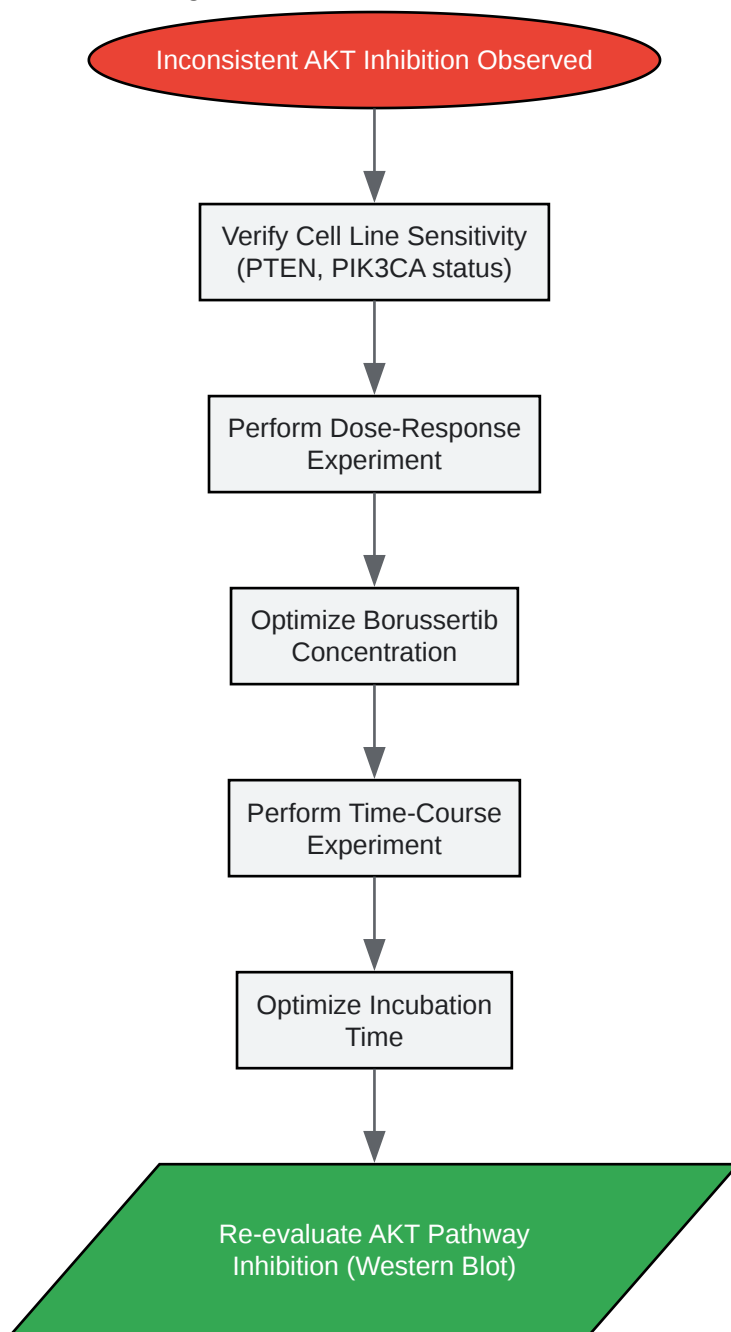 Inconsistent AKT Inhibition Observed
Verify Cell Line Sensitivity
(PTEN, PIK3CA status)
Perform Dose-Response
Experiment
Optimize Borussertib
Concentration
Perform Time-Course
Experiment
Optimize Incubation
Time
Re-evaluate AKT Pathway
Inhibition (Western Blot)